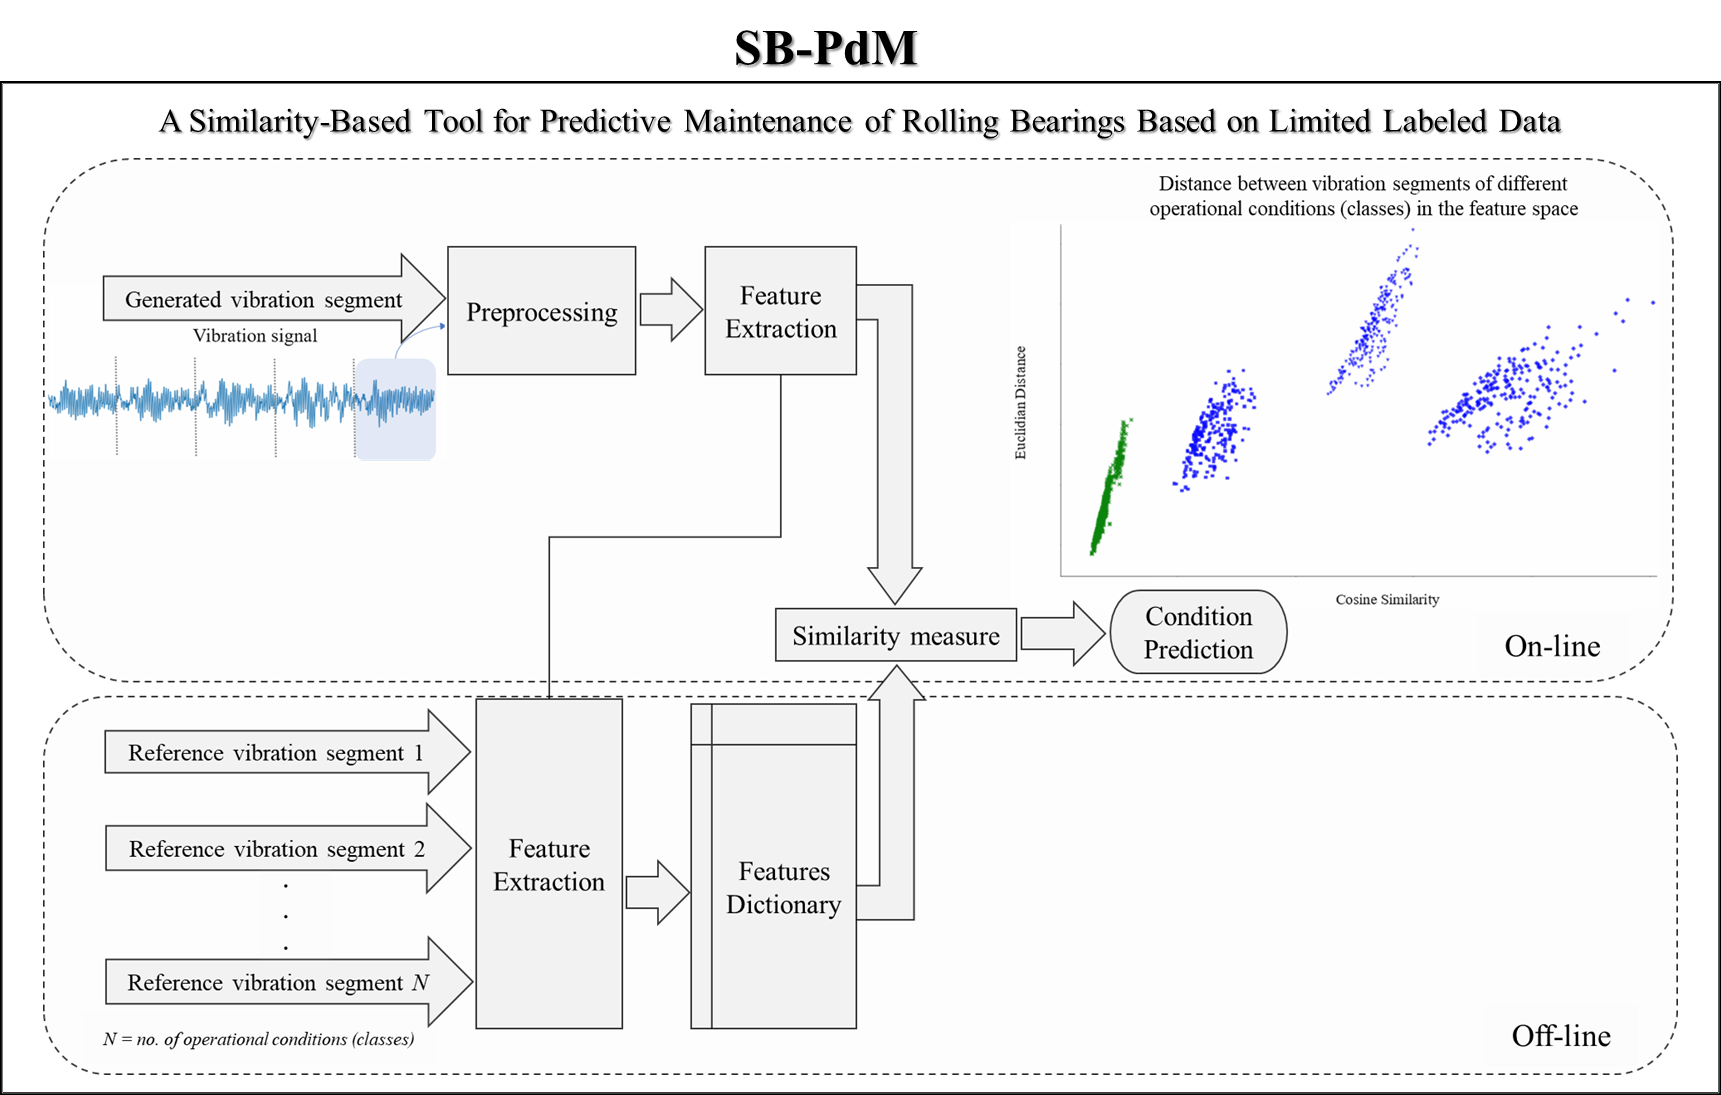 SB-PdM
A Similarity-Based Tool for Predictive Maintenance of Rolling Bearings Based on Limited Labeled Data
Distance between vibration segments of different
operational conditions (classes) in the feature space
Generated vibration segment
Vibration signal
Preprocessing
Feature
Extraction
Euclidian Distance
Cosine Similarity
Similarity measure
Condition
Prediction
On-line
Reference vibration segment 1
Reference vibration segment 2
.
.
.
Reference vibration segment N
N = no. of operational conditions (classes)
Feature
Extraction
Features
Dictionary
Off-line